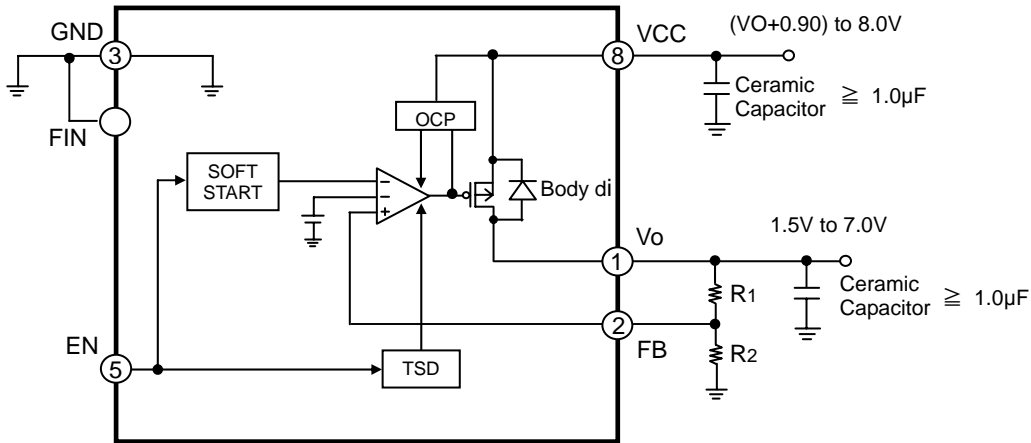 GND
3
FIN
VCC
8
(VO+0.90) to 8.0V
Ceramic
Capacitor ≧ 1.0µF
OCP
SOFT
START
−
−
+
Body di
Vo
1
1.5V to 7.0V
R1
Ceramic
Capacitor ≧ 1.0µF
2
FB
R2
EN
5
TSD